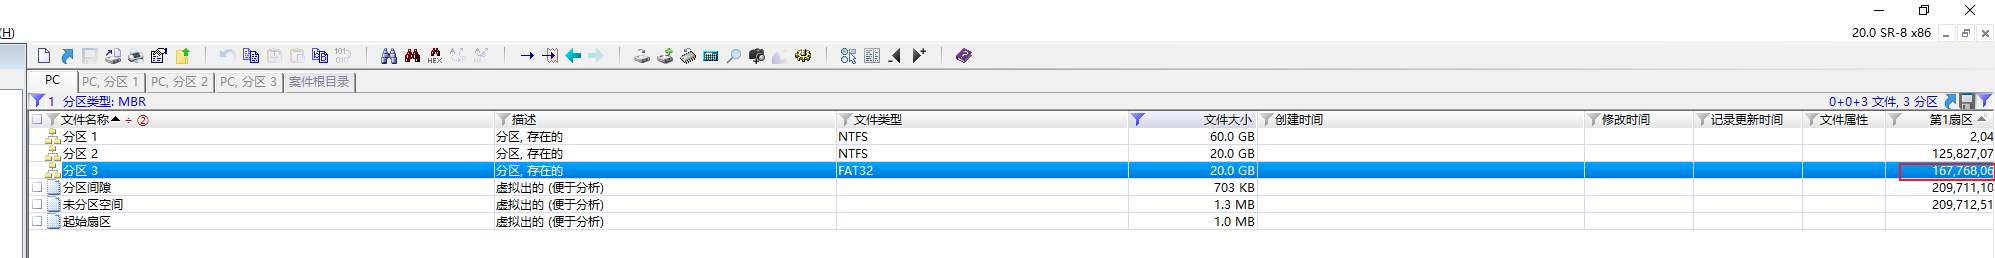 (H)
20.0 SR-8 x86
HEX
101
010
PC
PC, 分区 1
PC, 分区 2
PC, 分区 3
案件根目录
1 分区类型: MBR
0+0+3 文件, 3 分区
文件名称 ÷ ② 描述 文件类型 文件大小 创建时间 修改时间 记录更新时间 文件属性 第1扇区
分区 1 分区, 存在的 NTFS 60.0 GB 2,04
分区 2 分区, 存在的 NTFS 20.0 GB 125,827,07
分区 3 分区, 存在的 FAT32 20.0 GB 167,768,06
分区间隙 虚拟出的 (便于分析) 703 KB 209,711,10
未分区空间 虚拟出的 (便于分析) 1.3 MB 209,712,51
起始扇区 虚拟出的 (便于分析) 1.0 MB